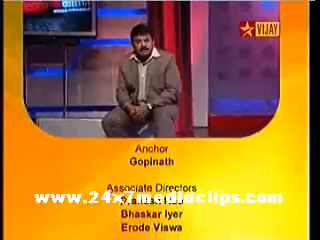 VIJAY
Anchor
Gopinath
Associate Directors
www.24x7mediaclips.com
Bhaskar Iyer
Erode Viswa